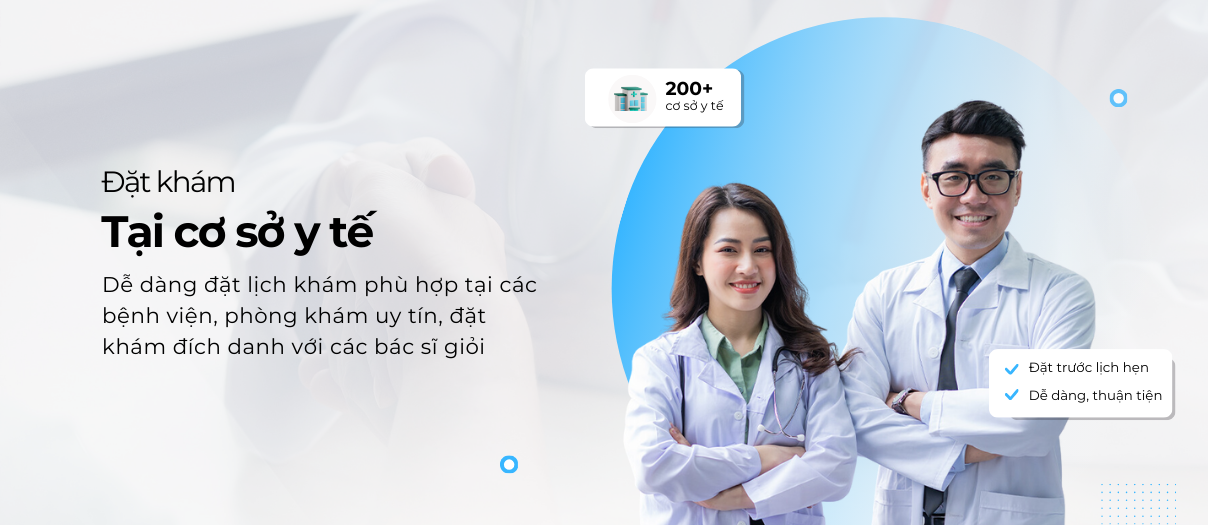 Đặt khám
Tại cơ sở y tế
Dễ dàng đặt lịch khám phù hợp tại các
bệnh viện, phòng khám uy tín, đặt
khám đích danh với các bác sĩ giỏi
200+
cơ sở y tế
Đặt trước lịch hẹn
Dễ dàng, thuận tiện